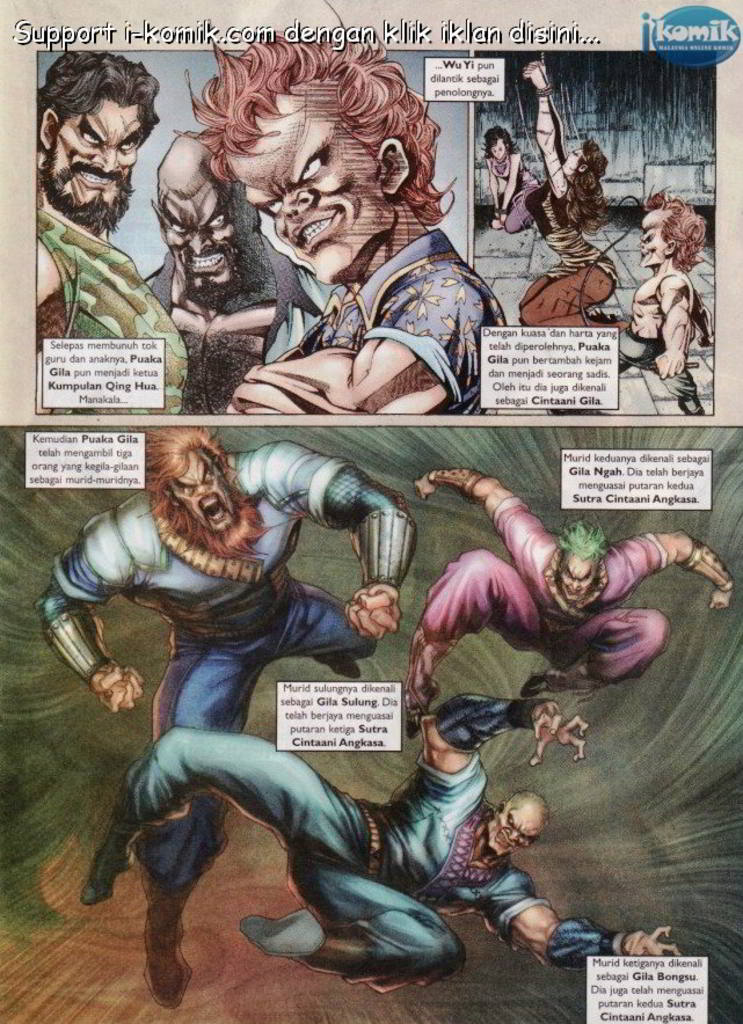 Support i-komik.com dengan klik iklan disini...
ikomik
MALAYSIA ONLINE KOMIK
...Wu Yi pun
dilantik sebagai
penolongnya.
Selepas membunuh tok
guru dan anaknya, Puaka
Gila pun menjadi ketua
Kumpulan Qing Hua.
Manakala...
Dengan kuasa dan harta yang
telah diperolehnya, Puaka
Gila pun bertambah kejam
dan menjadi seorang sadis.
Oleh itu dia juga dikenali
sebagai Cintaani Gila.
Kemudian Puaka Gila
telah mengambil tiga
orang yang kegila-gilaan
sebagai murid-muridnya.
Murid keduanya dikenali sebagai
Gila Ngah. Dia telah berjaya
menguasai putaran kedua
Sutra Cintaani Angkasa.
Murid sulungnya dikenali
sebagai Gila Sulung. Dia
telah berjaya menguasai
putaran ketiga Sutra
Cintaani Angkasa.
Murid ketiganya dikenali
sebagai Gila Bongsu.
Dia juga telah menguasai
putaran kedua Sutra
Cintaani Angkasa.